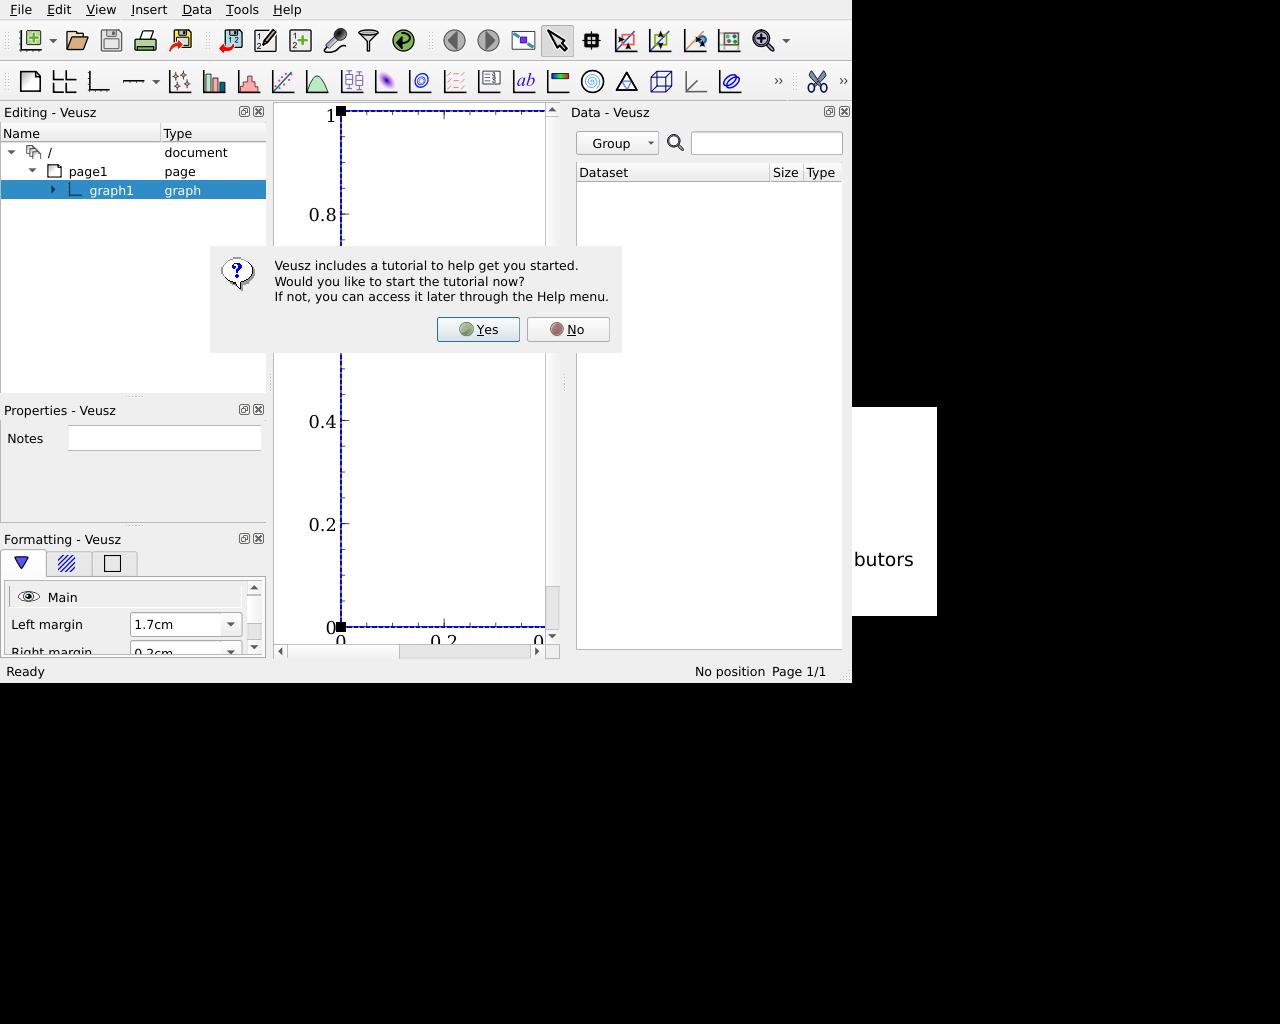 File Edit View Insert Data Tools Help
ab
Editing - Veusz
Name Type
/ document
page1 page
graph1 graph
Properties - Veusz
Notes
Formatting - Veusz
Main
Left margin 1.7cm
Right margin 0.2cm
1
0.8
0.4
0.2
0
0 0.2 0
Veusz includes a tutorial to help get you started.
Would you like to start the tutorial now?
If not, you can access it later through the Help menu.
Yes No
Data - Veusz
Group
Dataset Size Type
butors
Ready No position Page 1/1